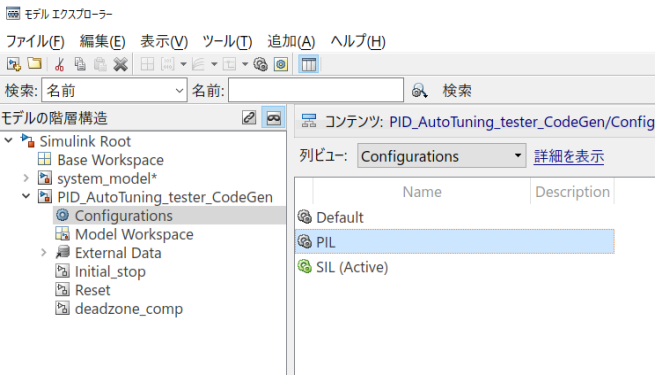 モデル エクスプローラー
ファイル(F) 編集(E) 表示(V) ツール(T) 追加(A) ヘルプ(H)
検索: 名前 名前: 検索
モデルの階層構造
Simulink Root
Base Workspace
system_model*
PID_AutoTuning_tester_CodeGen
Configurations
Model Workspace
External Data
Initial_stop
Reset
deadzone_comp
コンテンツ: PID_AutoTuning_tester_CodeGen/Config
列ビュー: Configurations 詳細を表示
Name Description
Default
PIL
SIL (Active)